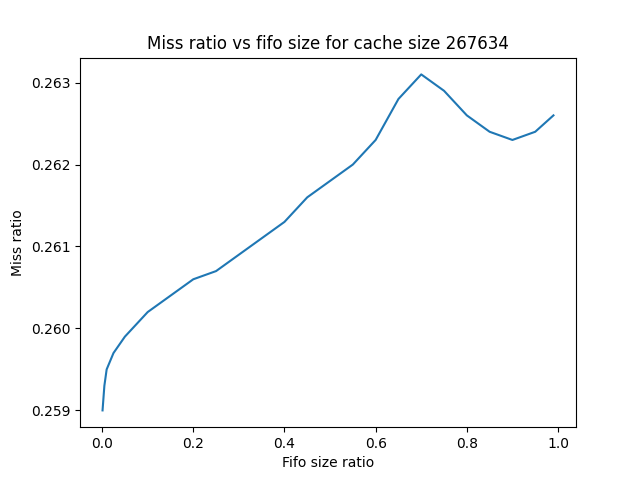 Miss ratio vs fifo size for cache size 267634
0.263
0.262
0.261
0.260
0.259
Miss ratio
0.0 0.2 0.4 0.6 0.8 1.0
Fifo size ratio